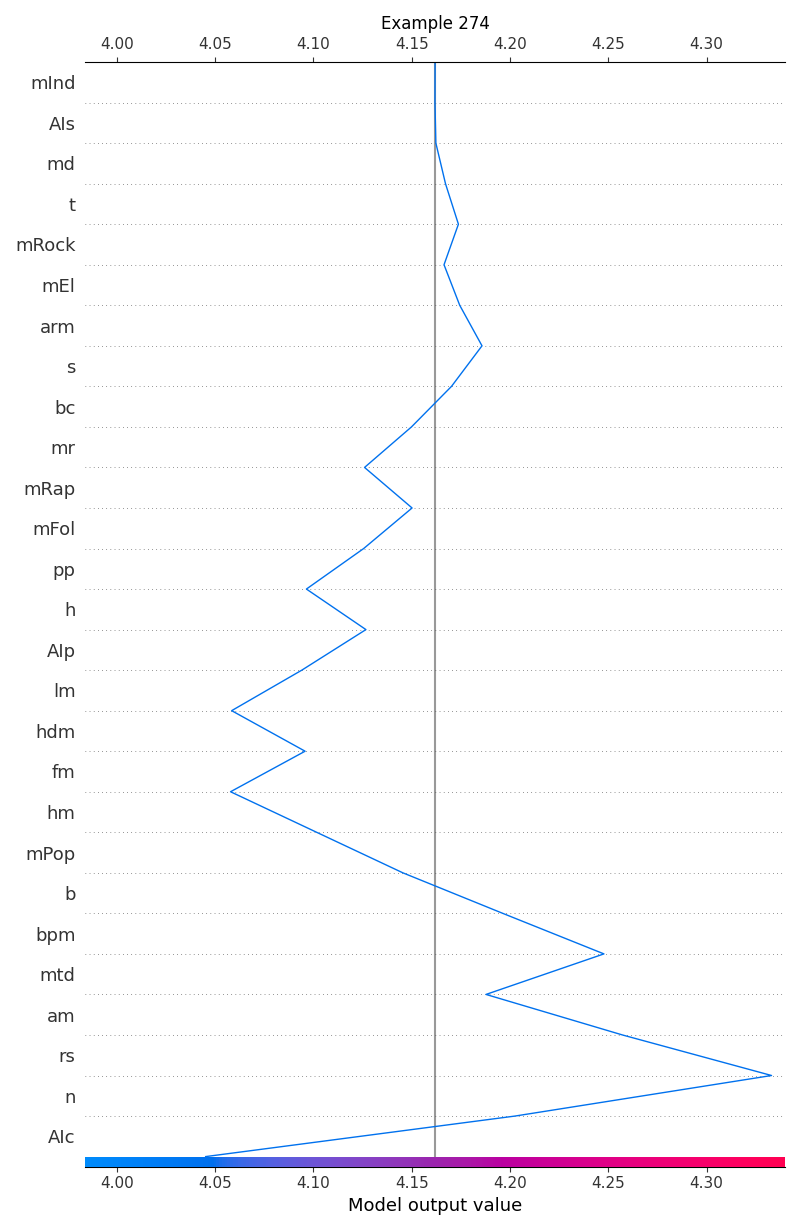 Example 274
4.00 4.05 4.10 4.15 4.20 4.25 4.30
mInd
AIs
md
t
mRock
mEl
arm
s
bc
mr
mRap
mFol
pp
h
AIp
lm
hdm
fm
hm
mPop
b
bpm
mtd
am
rs
n
AIc
4.00 4.05 4.10 4.15 4.20 4.25 4.30
Model output value